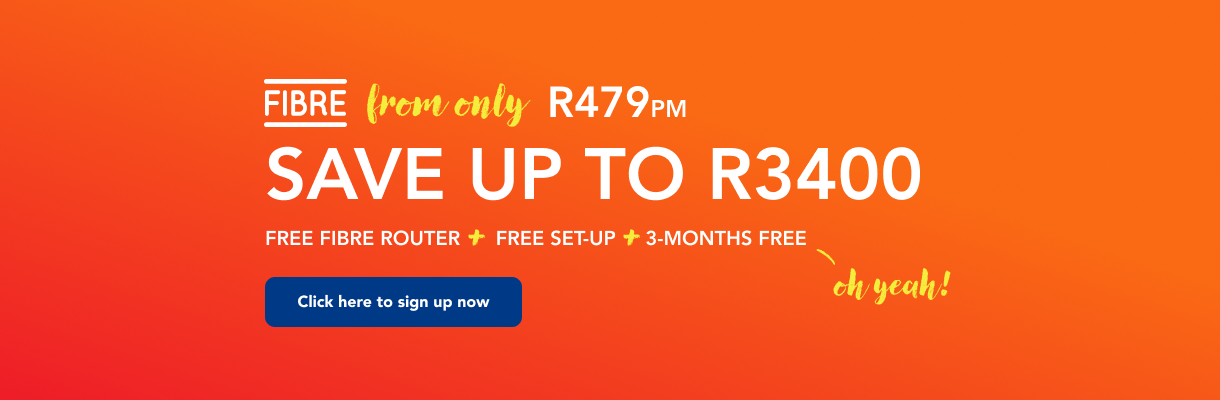 FIBRE from only R479PM
SAVE UP TO R3400
FREE FIBRE ROUTER + FREE SET-UP + 3-MONTHS FREE
oh yeah!
Click here to sign up now